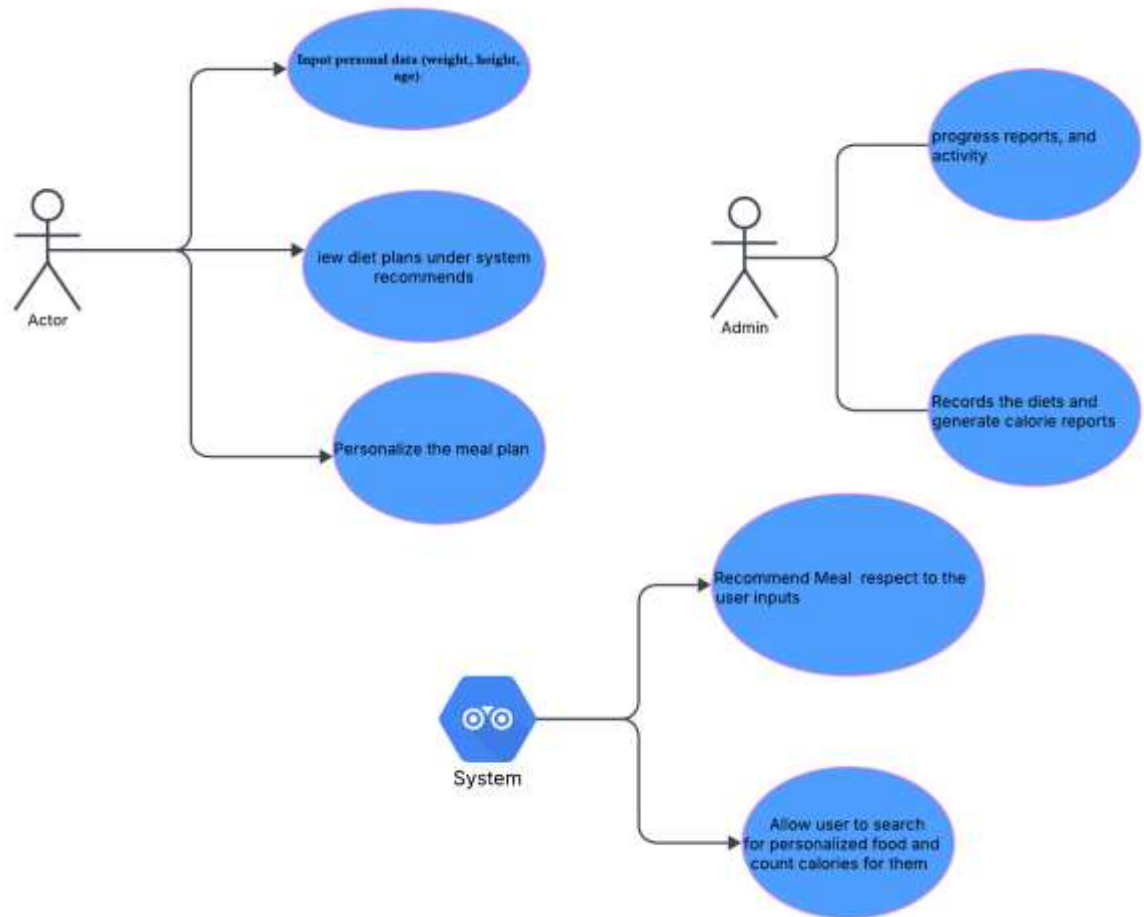 Input personal data (weight, height,
age)
progress reports, and
activity
iew diet plans under system
recommends
Actor
Admin
Records the diets and
generate calorie reports
Personalize the meal plan
Recommend Meal respect to the
user inputs
System
Allow user to search
for personalized food and
count calories for them